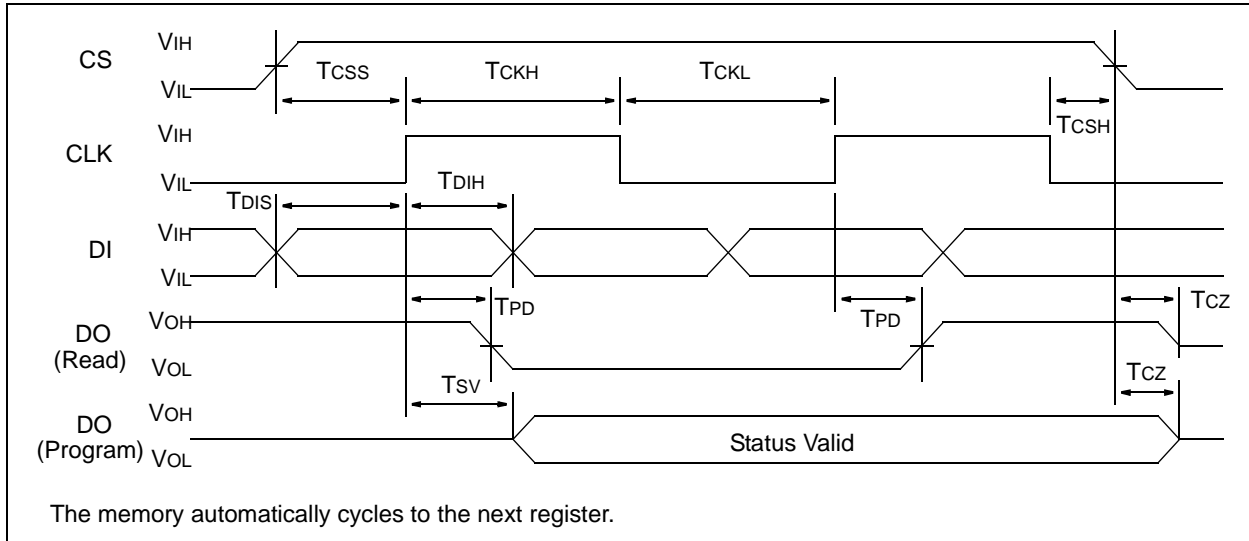 CS
VIH
VIL
TCSS
TCKH
TCKL
TCSH
CLK
VIH
VIL
TDIS
TDIH
DI
VIH
VIL
TPD
TPD
TCZ
DO
(Read)
VOH
VOL
TSV
TCZ
DO
(Program)
VOH
VOL
Status Valid
The memory automatically cycles to the next register.